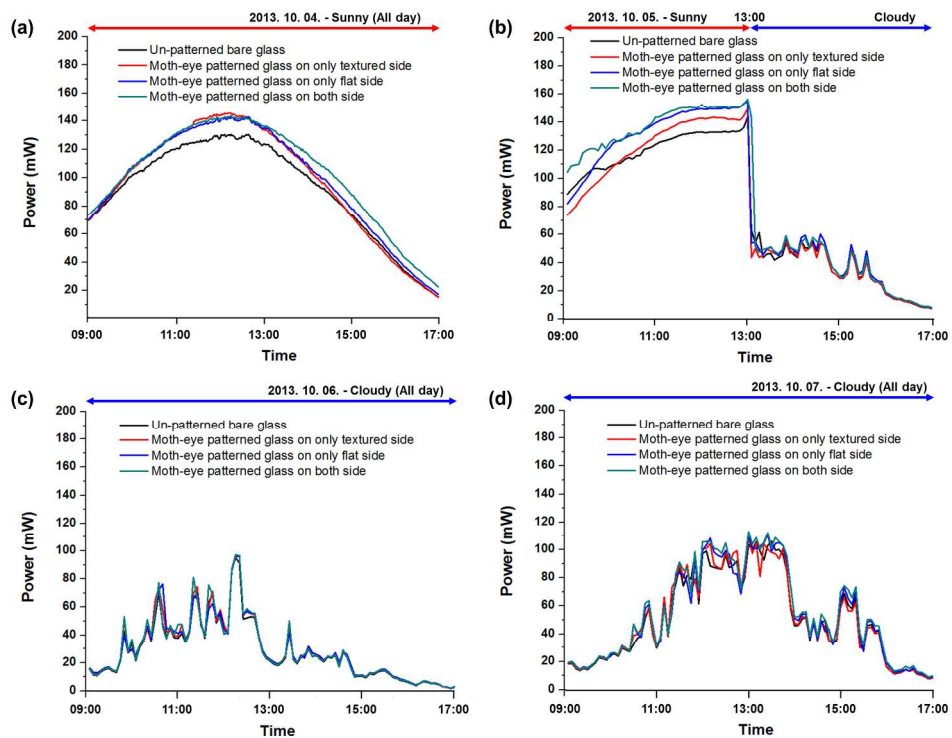 (a)
2013. 10. 04. - Sunny (All day)
Un-patterned bare glass
Moth-eye patterned glass on only textured side
Moth-eye patterned glass on only flat side
Moth-eye patterned glass on both side
Power (mW)
200
180
160
140
120
100
80
60
40
20
09:00 11:00 13:00 15:00 17:00
Time
(b)
2013. 10. 05. - Sunny 13:00 Cloudy
Un-patterned bare glass
Moth-eye patterned glass on only textured side
Moth-eye patterned glass on only flat side
Moth-eye patterned glass on both side
Power (mW)
200
180
160
140
120
100
80
60
40
20
0
09:00 11:00 13:00 15:00 17:00
Time
(c)
2013. 10. 06. - Cloudy (All day)
Un-patterned bare glass
Moth-eye patterned glass on only textured side
Moth-eye patterned glass on only flat side
Moth-eye patterned glass on both side
Power (mW)
200
180
160
140
120
100
80
60
40
20
0
09:00 11:00 13:00 15:00 17:00
Time
(d)
2013. 10. 07. - Cloudy (All day)
Un-patterned bare glass
Moth-eye patterned glass on only textured side
Moth-eye patterned glass on only flat side
Moth-eye patterned glass on both side
Power (mW)
200
180
160
140
120
100
80
60
40
20
0
09:00 11:00 13:00 15:00 17:00
Time